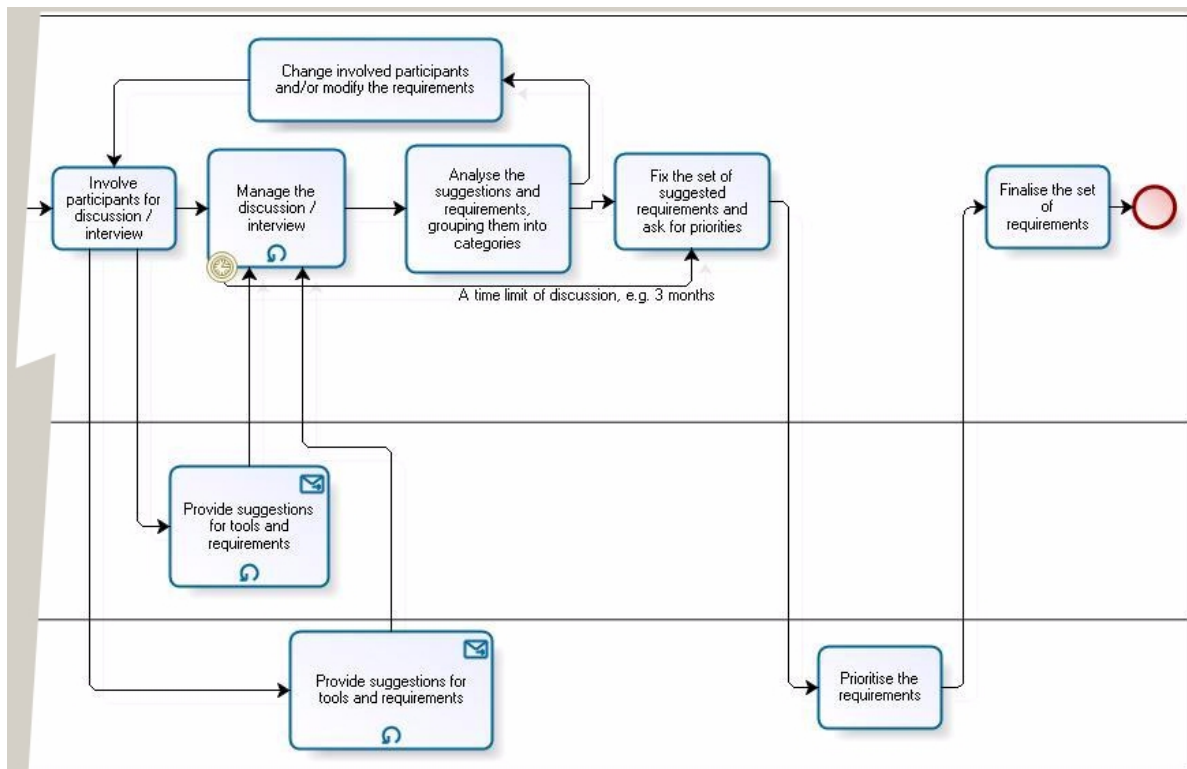 Change involved participants
and/or modify the requirements
Involve
participants for
discussion /
interview
Manage the
discussion /
interview
Analyse the
suggestions and
requirements,
grouping them into
categories
Fix the set of
suggested
requirements and
ask for priorities
Finalise the set
of
requirements
A time limit of discussion, e.g. 3 months
Provide suggestions
for tools and
requirements
Provide suggestions for
tools and requirements
Prioritise the
requirements